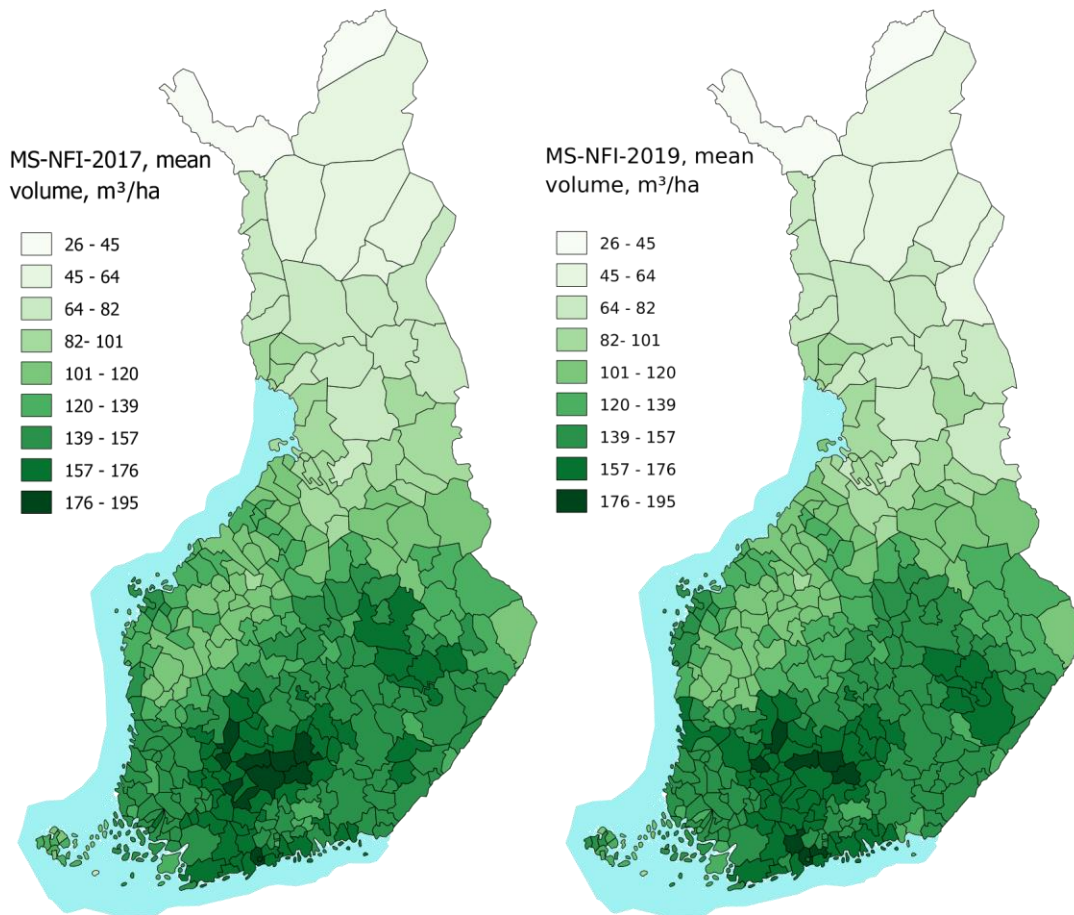 MS-NFI-2017, mean
volume, m³/ha
26 - 45
45 - 64
64 - 82
82- 101
101 - 120
120 - 139
139 - 157
157 - 176
176 - 195
MS-NFI-2019, mean
volume, m³/ha
26 - 45
45 - 64
64 - 82
82 - 101
101 - 120
120 - 139
139 - 157
157 - 176
176 - 195